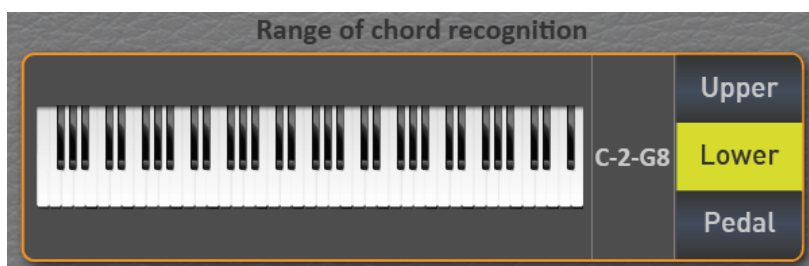 Range of chord recognition
Upper
C-2-G8
Lower
Pedal